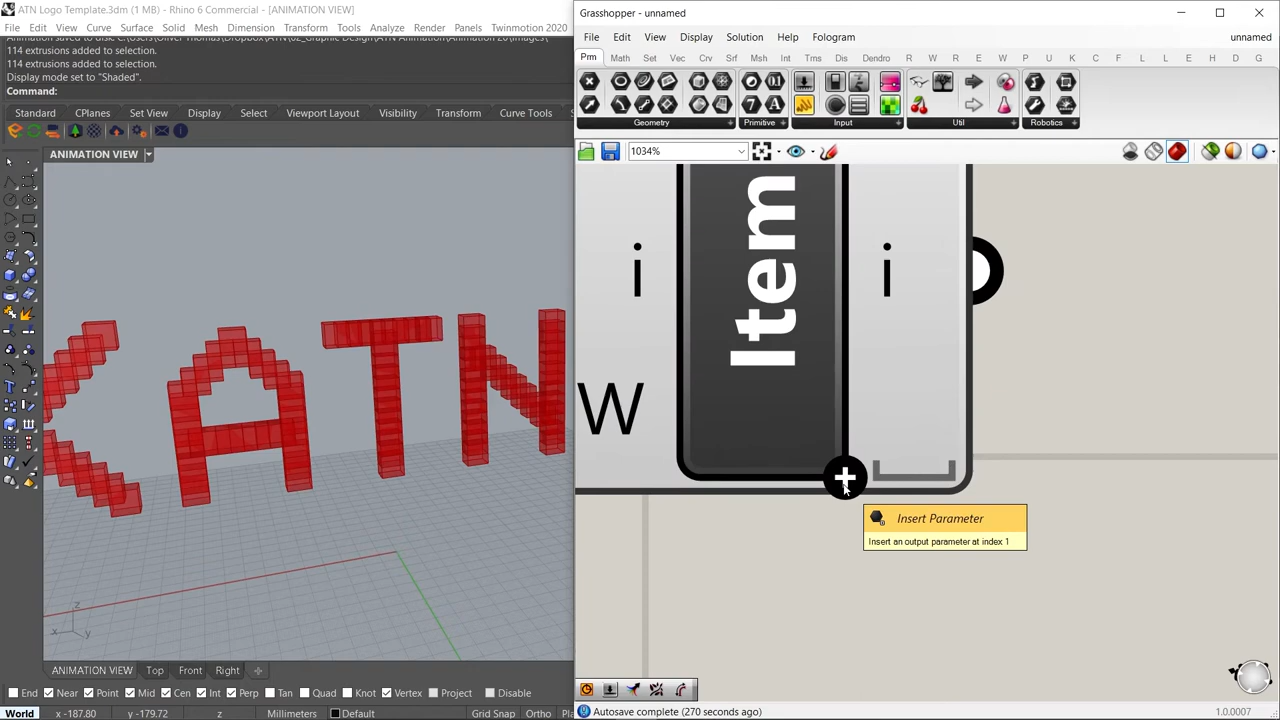 ATN Logo Template.3dm (1 MB) - Rhino 6 Commercial - [ANIMATION VIEW]
File Edit View Curve Surface Solid Mesh Dimension Transform Tools Analyze Render Panels Twinmotion 20
114 extrusions added to selection.
114 extrusions added to selection.
Display mode set to "Shaded".
Command:
Standard CPlanes Set View Display Select Viewport Layout Visibility Transform Curve Tools
ANIMATION VIEW
ATN
ANIMATION VIEW Top Front Right
End Near Point Mid Cen Int Perp Tan Quad Knot Vertex Project Disable
World x -187.80 y -179.72 z Millimeters Default Grid Snap Ortho Pla
Grasshopper - unnamed
File Edit View Display Solution Help Fologram unnamed
Prm Math Set Vec Crv Srf Msh Int Trns Dis Dendro R W R E L K C F L E H D G
Geometry Primitive Input Util Robotics
1034%
Item
i
i
W
Insert Parameter
Insert an output parameter at index 1
Autosave complete (270 seconds ago) 1.0.0007